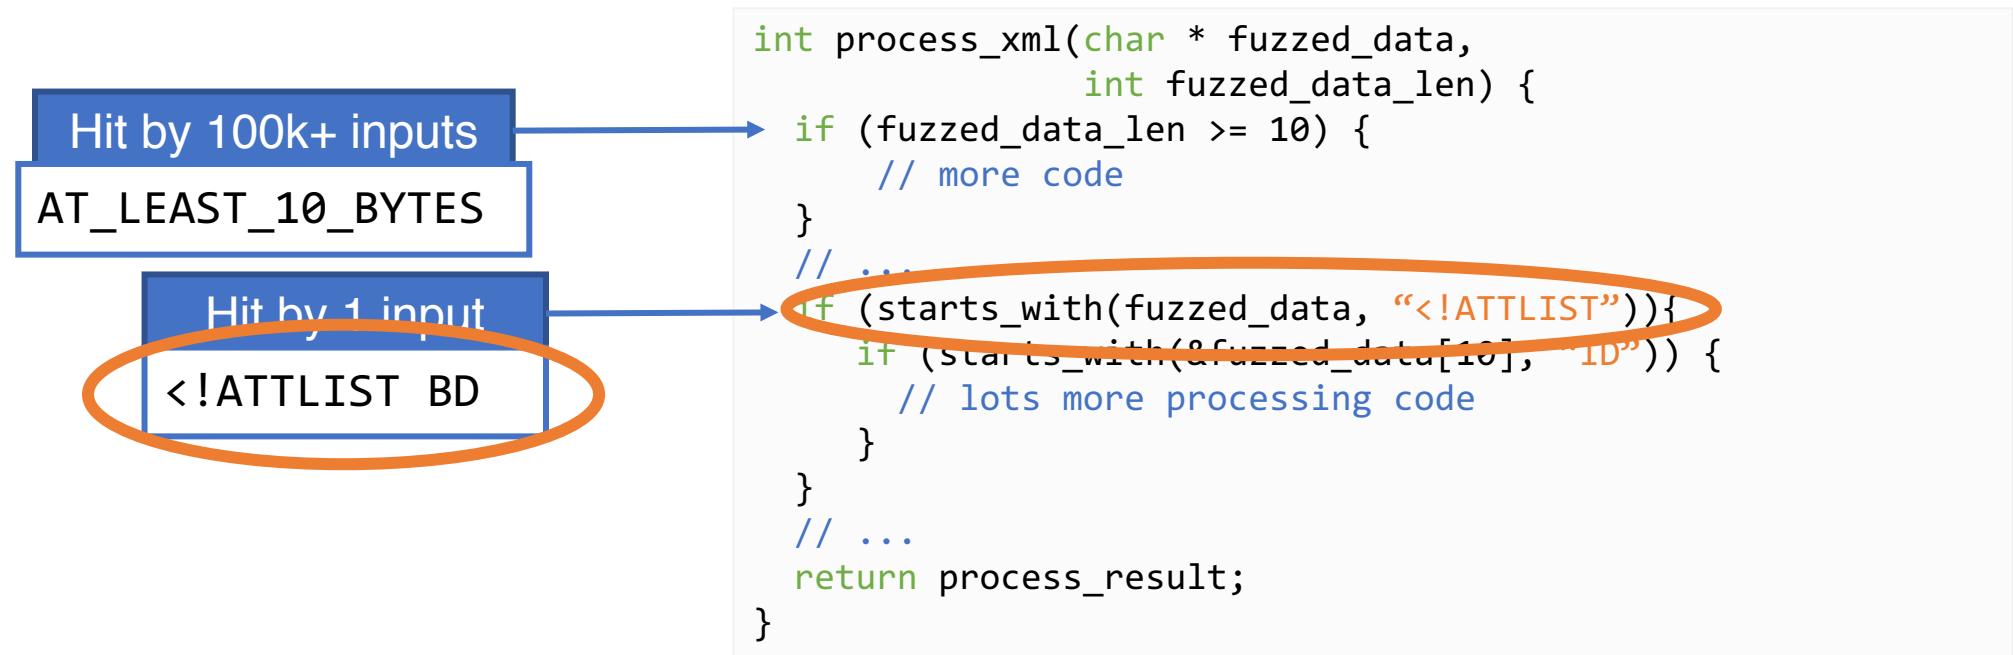 Hit by 100k+ inputs
AT_LEAST_10_BYTES
Hit by 1 input
<!ATTLIST BD
int process_xml(char * fuzzed_data,
int fuzzed_data_len) {
if (fuzzed_data_len >= 10) {
// more code
}
// ...
if (starts_with(fuzzed_data, “<!ATTLIST”)){
if (starts_with(&fuzzed_data[10], “ID”)) {
// lots more processing code
}
}
// ...
return process_result;
}